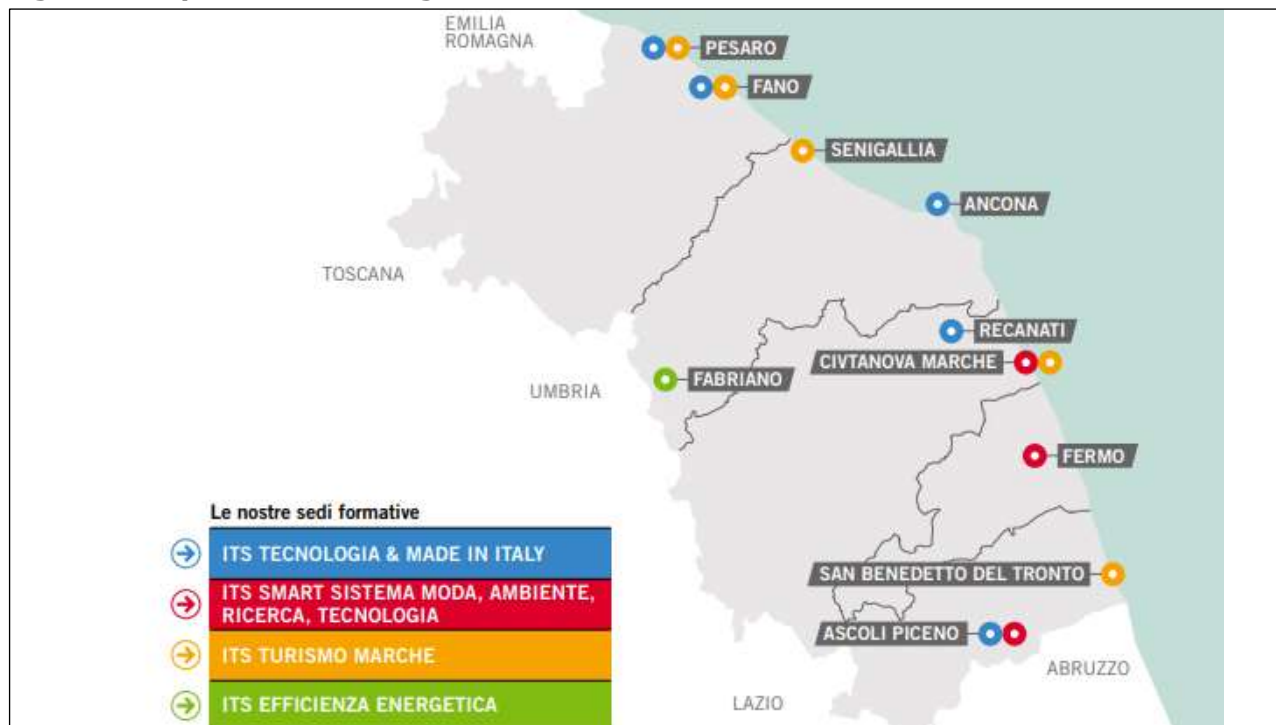 EMILIA
ROMAGNA
PESARO
FANO
SENIGALLIA
ANCONA
TOSCANA
RECANATI
CIVTANOVA MARCHE
FABRIANO
UMBRIA
FERMO
Le nostre sedi formative
ITS TECNOLOGIA & MADE IN ITALY
ITS SMART SISTEMA MODA, AMBIENTE,
RICERCA, TECNOLOGIA
ITS TURISMO MARCHE
ITS EFFICIENZA ENERGETICA
SAN BENEDETTO DEL TRONTO
ASCOLI PICENO
ABRUZZO
LAZIO